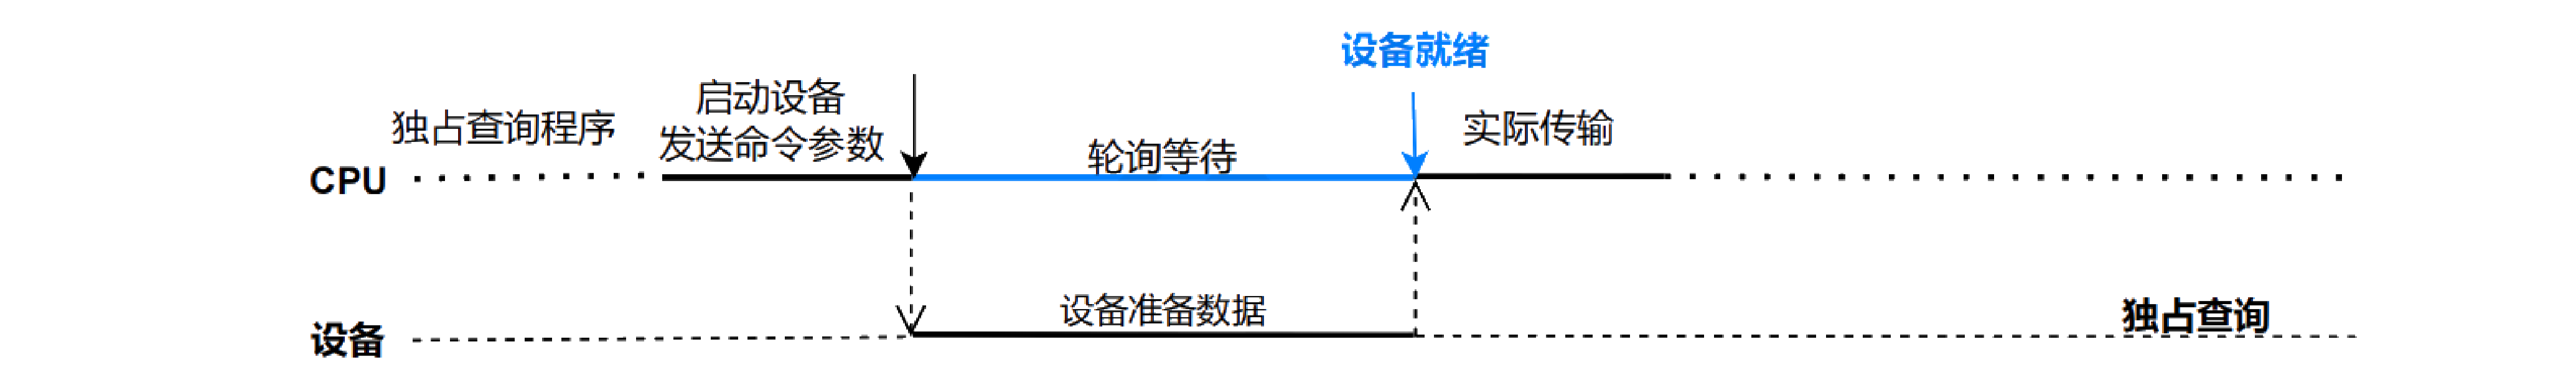 设备就绪
独占查询程序
启动设备
发送命令参数
轮询等待
实际传输
CPU
设备准备数据
独占查询
设备